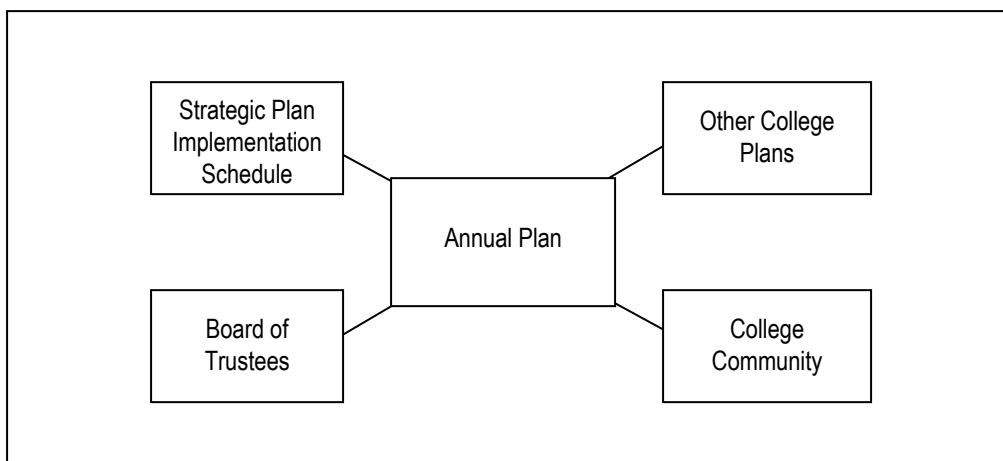 Strategic Plan
Implementation
Schedule
Other College
Plans
Annual Plan
Board of
Trustees
College
Community